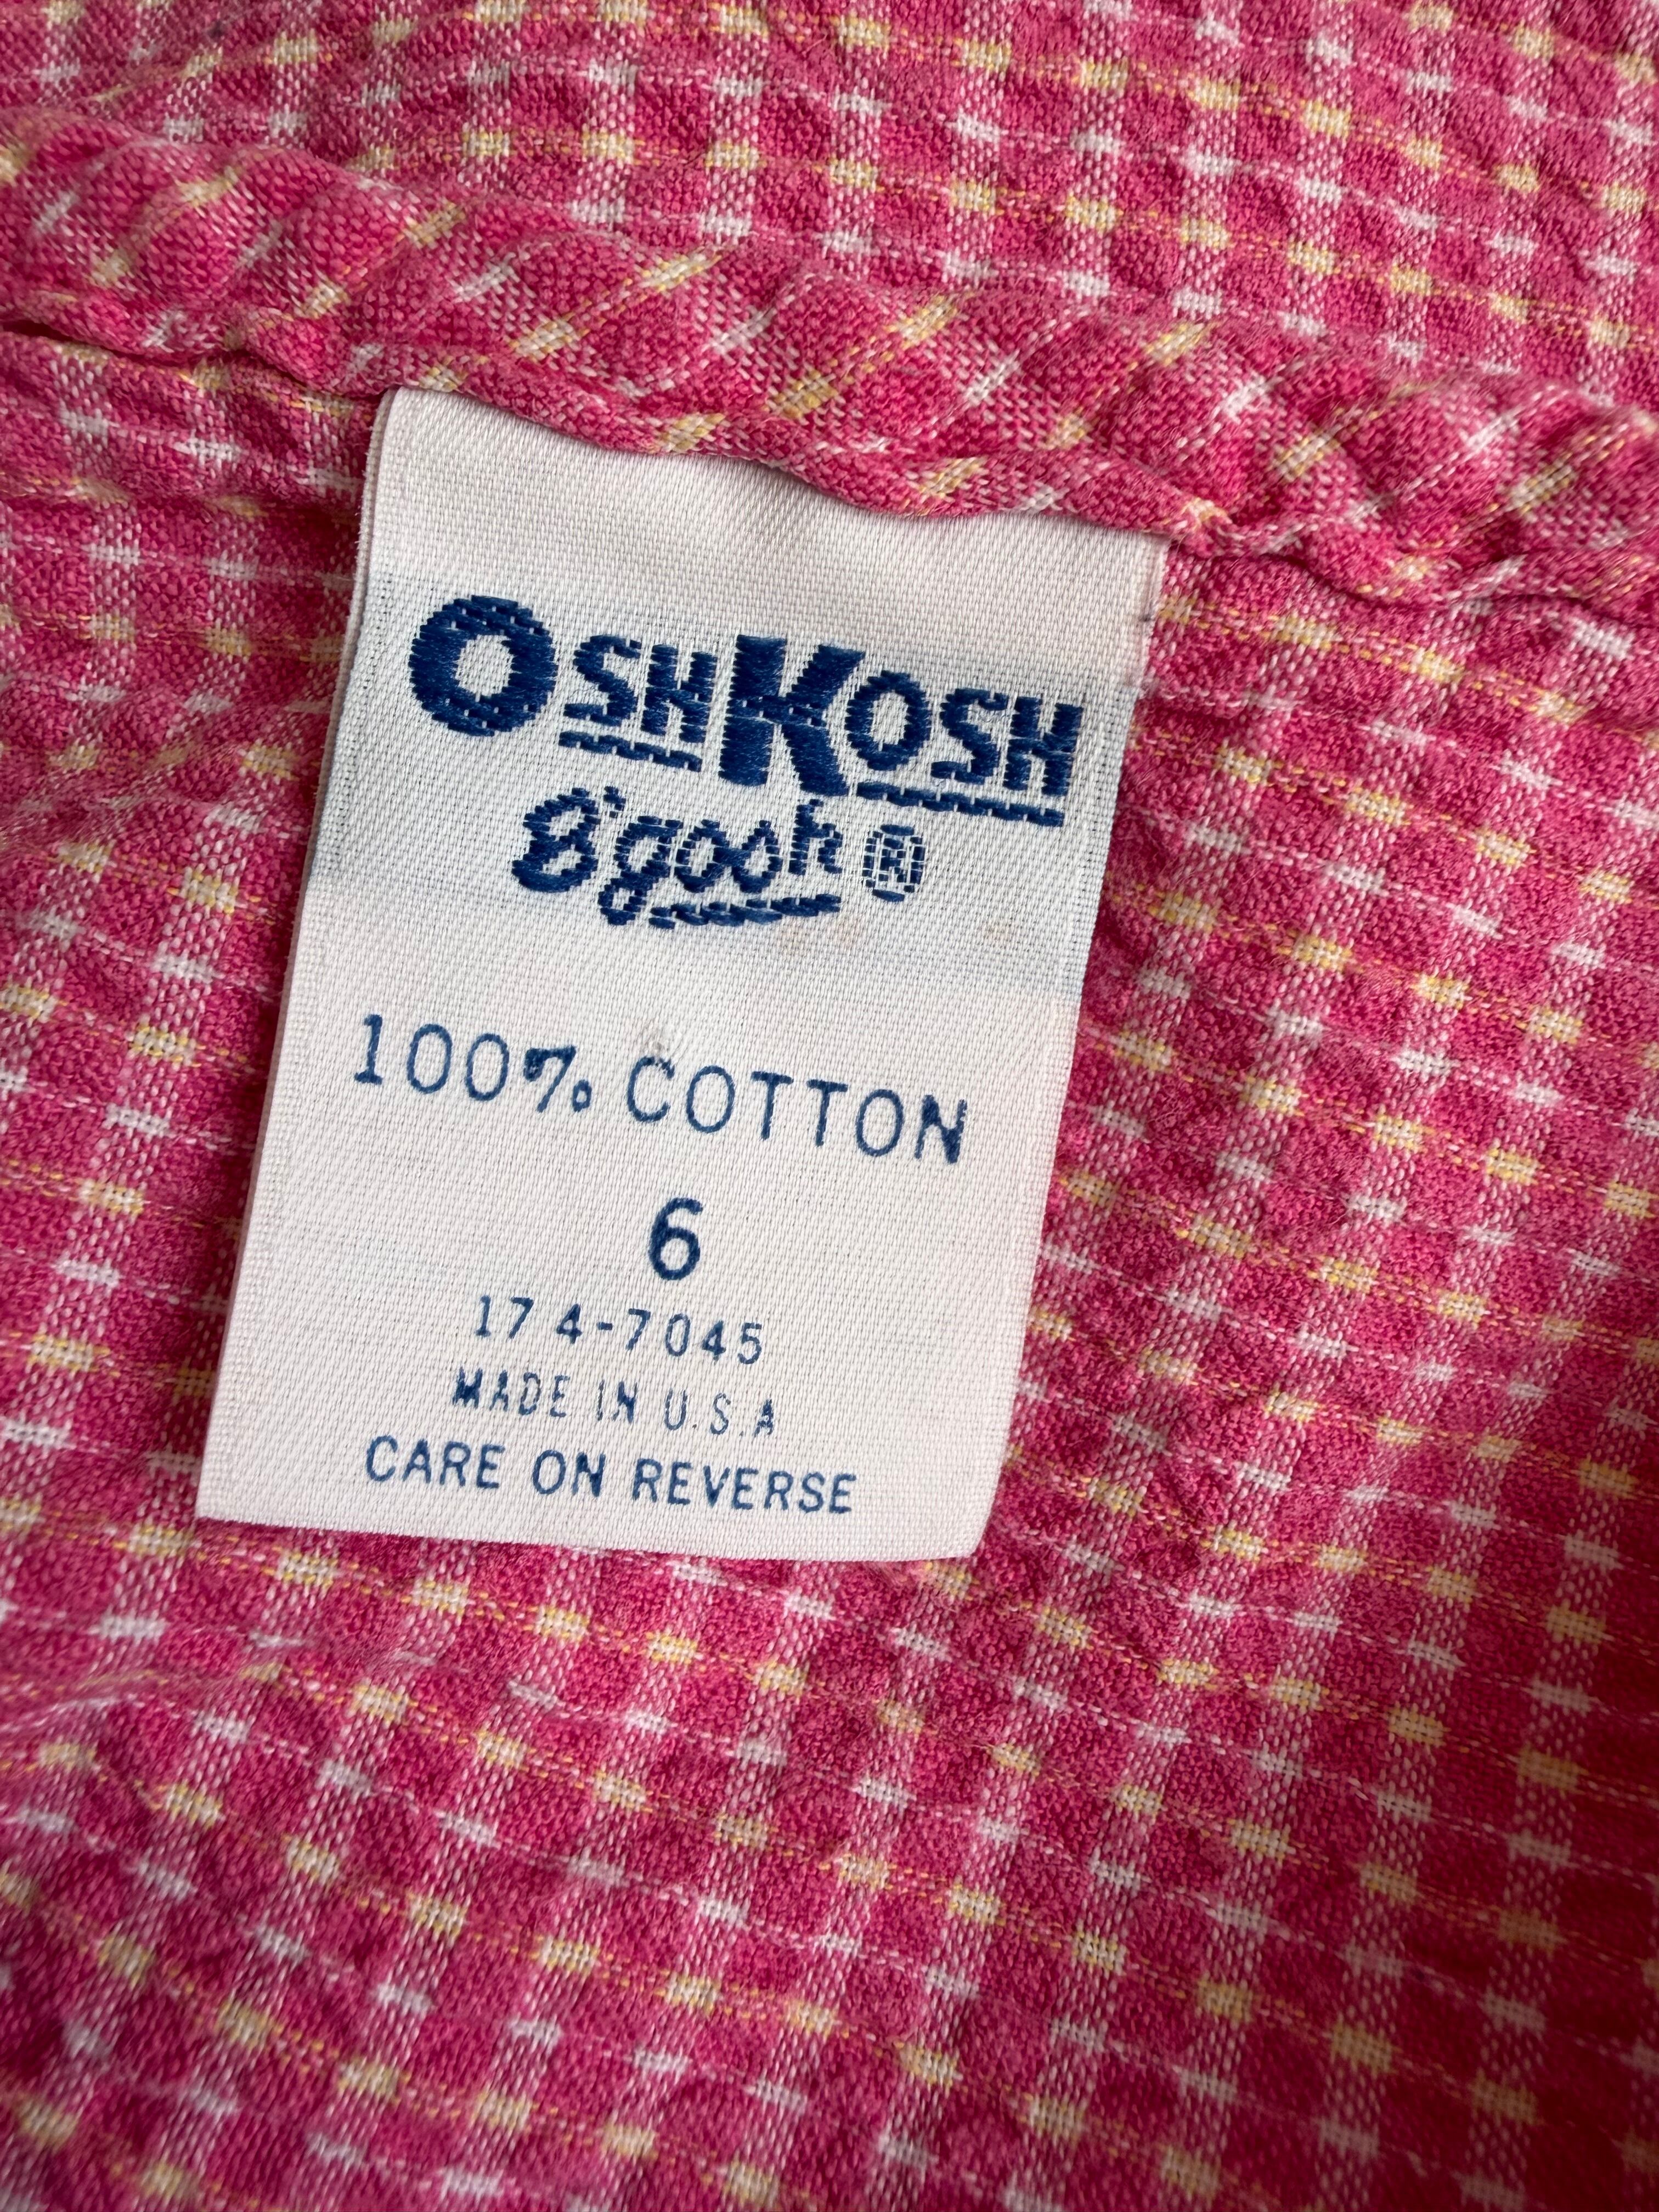 OSHKOSH
B'gosh ®
100% COTTON
6
174-7045
MADE IN U.S.A
CARE ON REVERSE